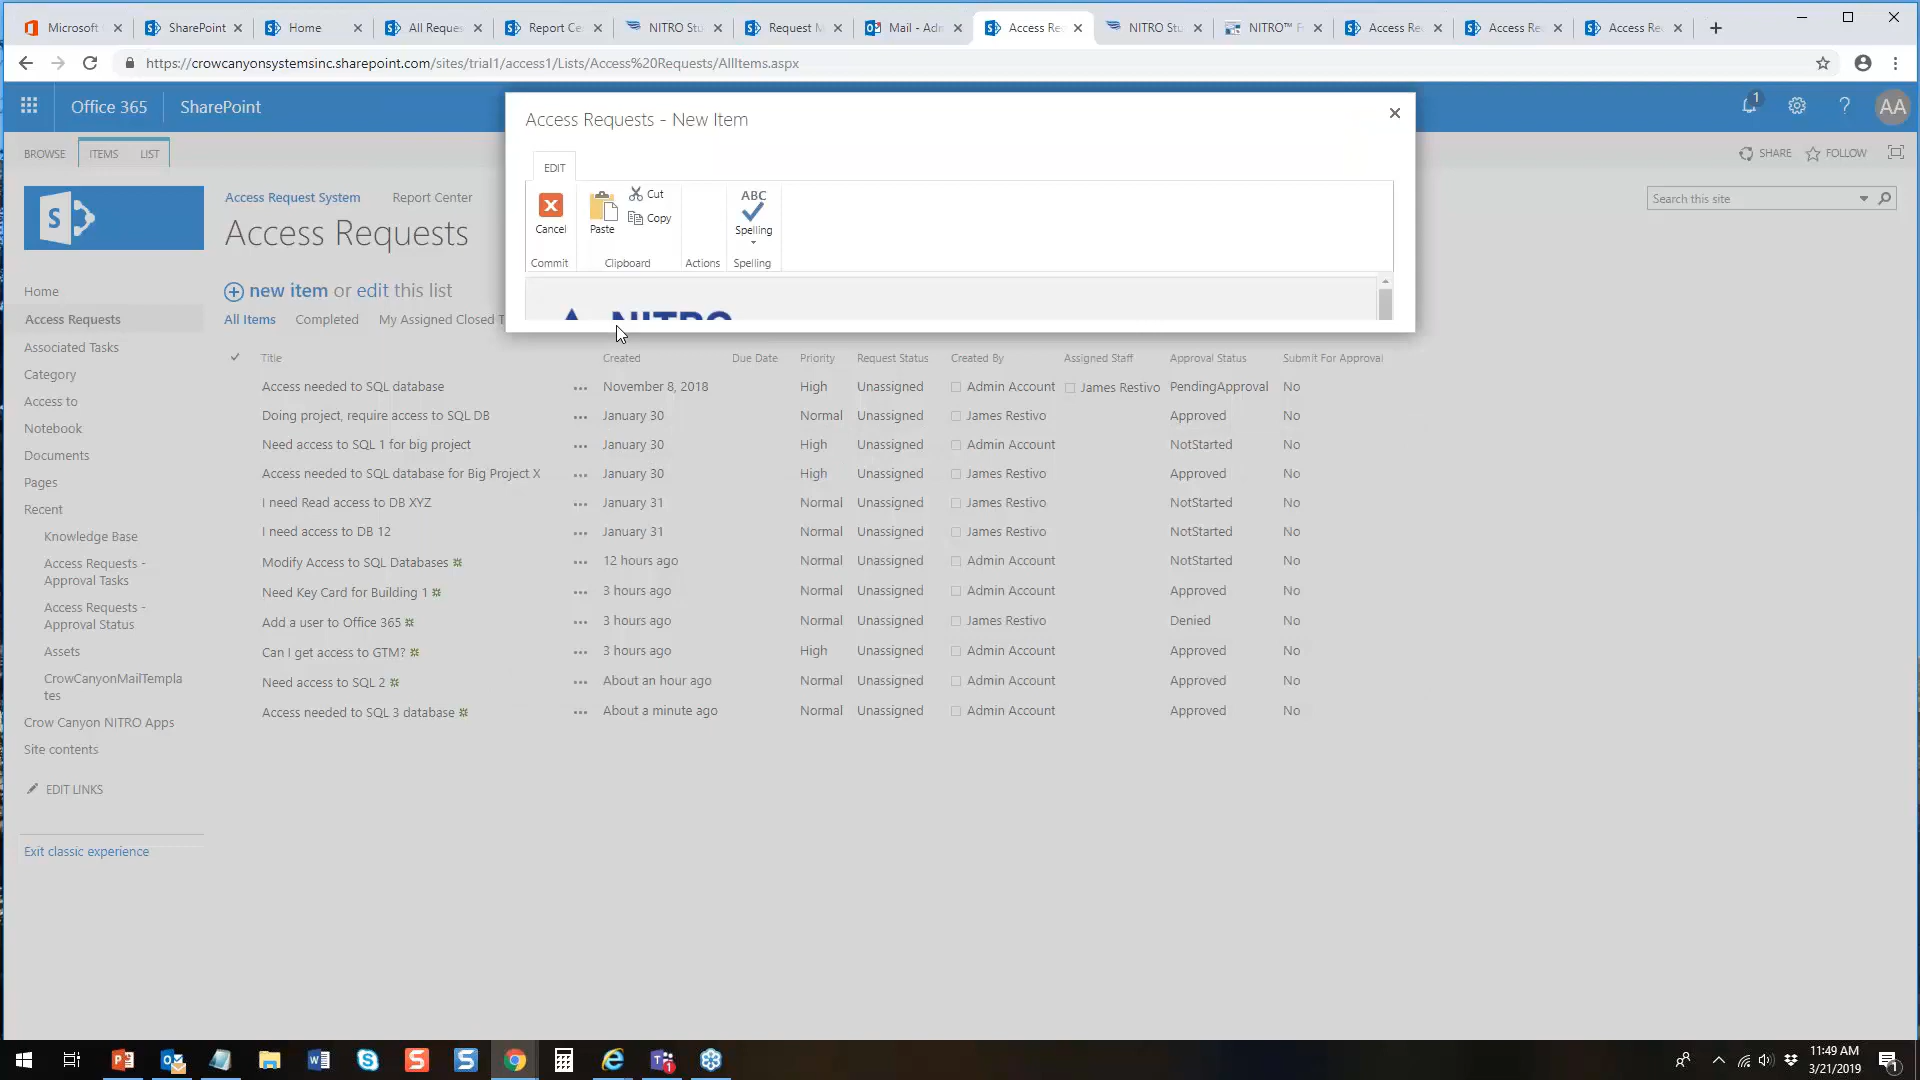 Microsoft
SharePoint
Home
All Reques
Report Ce
NITRO Stu
Request M
Mail - Adm
Access Re
NITRO Stu
NITRO™ F
Access Re
Access Re
Access Re
https://crowcanyonsystemsinc.sharepoint.com/sites/trial1/access1/Lists/Access%20Requests/AllItems.aspx
Office 365
SharePoint
1
?
AA
BROWSE
ITEMS
LIST
SHARE
FOLLOW
Access Requests - New Item
EDIT
Cancel
Paste
Cut
Copy
ABC
Spelling
Commit
Clipboard
Actions
Spelling
NITRO
S
Access Request System
Report Center
Access Requests
Search this site
new item or edit this list
All Items
Completed
My Assigned Closed T
Home
Access Requests
Associated Tasks
Category
Access to
Notebook
Documents
Pages
Recent
Knowledge Base
Access Requests -
Approval Tasks
Access Requests -
Approval Status
Assets
CrowCanyonMailTempla
tes
Crow Canyon NITRO Apps
Site contents
EDIT LINKS
Exit classic experience
Title Created Due Date Priority Request Status Created By Assigned Staff Approval Status Submit For Approval
Access needed to SQL database ... November 8, 2018 High Unassigned Admin Account James Restivo PendingApproval No
Doing project, require access to SQL DB ... January 30 Normal Unassigned James Restivo Approved No
Need access to SQL 1 for big project ... January 30 High Unassigned Admin Account NotStarted No
Access needed to SQL database for Big Project X ... January 30 High Unassigned James Restivo Approved No
I need Read access to DB XYZ ... January 31 Normal Unassigned James Restivo NotStarted No
I need access to DB 12 ... January 31 Normal Unassigned James Restivo NotStarted No
Modify Access to SQL Databases ... 12 hours ago Normal Unassigned Admin Account NotStarted No
Need Key Card for Building 1 ... 3 hours ago Normal Unassigned Admin Account Approved No
Add a user to Office 365 ... 3 hours ago Normal Unassigned James Restivo Denied No
Can I get access to GTM? ... 3 hours ago High Unassigned Admin Account Approved No
Need access to SQL 2 ... About an hour ago Normal Unassigned Admin Account Approved No
Access needed to SQL 3 database ... About a minute ago Normal Unassigned Admin Account Approved No
11:49 AM
3/21/2019
1